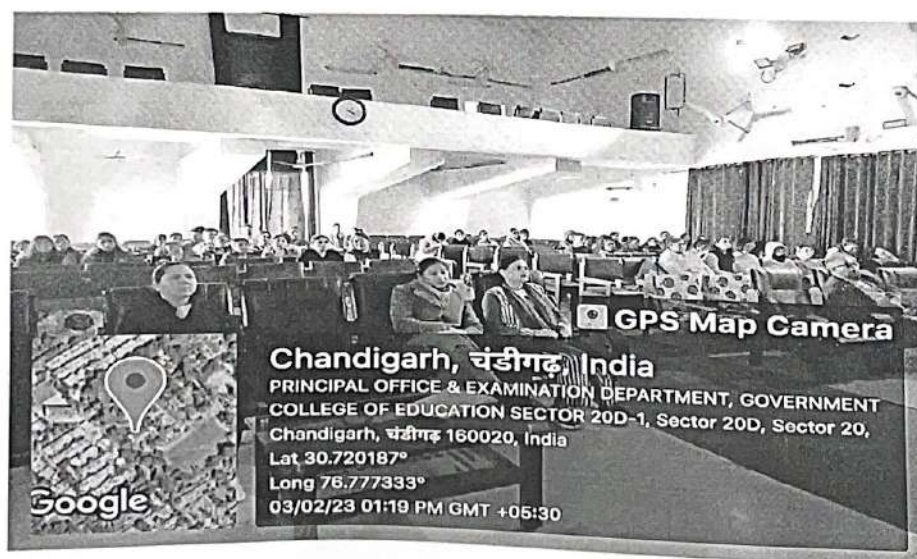 GPS Map Camera
Chandigarh, चंडीगढ़, India
PRINCIPAL OFFICE & EXAMINATION DEPARTMENT, GOVERNMENT
COLLEGE OF EDUCATION SECTOR 20D-1, Sector 20D, Sector 20,
Chandigarh, चंडीगढ़ 160020, India
Lat 30.720187°
Long 76.777333°
03/02/23 01:19 PM GMT +05:30
Google